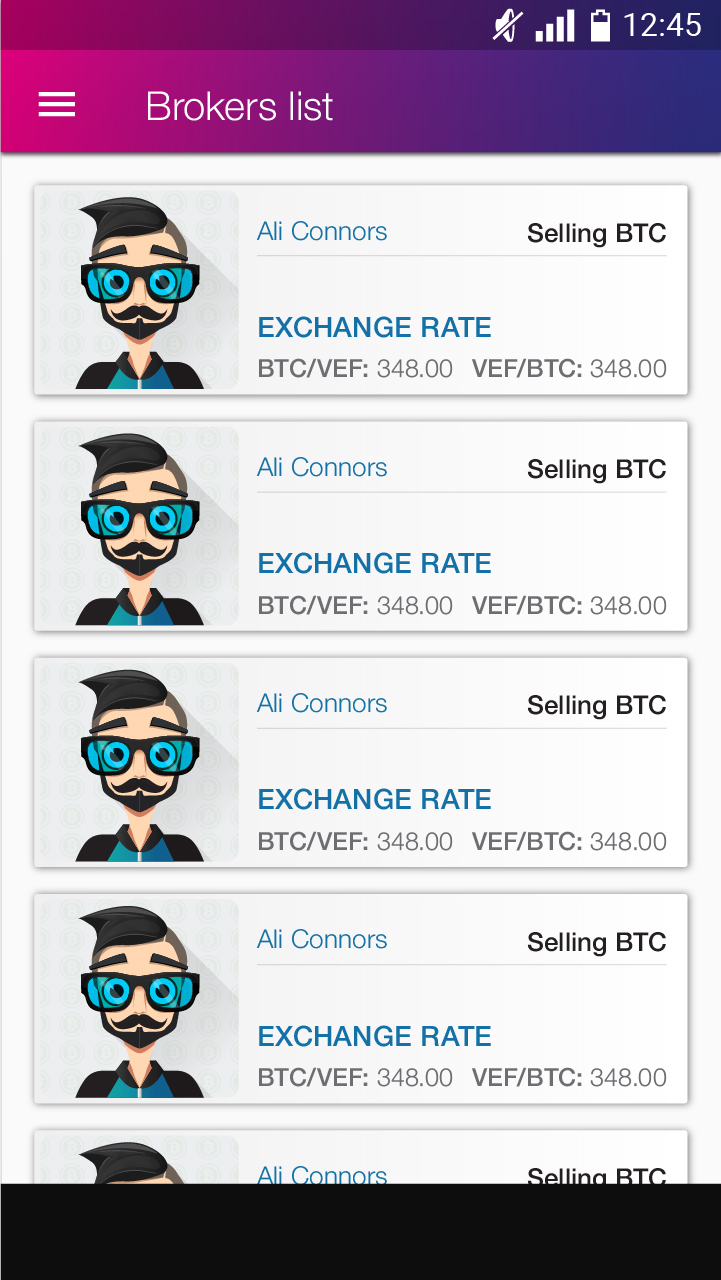 12:45
Brokers list
Ali Connors Selling BTC
EXCHANGE RATE
BTC/VEF: 348.00 VEF/BTC: 348.00
Ali Connors Selling BTC
EXCHANGE RATE
BTC/VEF: 348.00 VEF/BTC: 348.00
Ali Connors Selling BTC
EXCHANGE RATE
BTC/VEF: 348.00 VEF/BTC: 348.00
Ali Connors Selling BTC
EXCHANGE RATE
BTC/VEF: 348.00 VEF/BTC: 348.00
Ali Connors Selling BTC